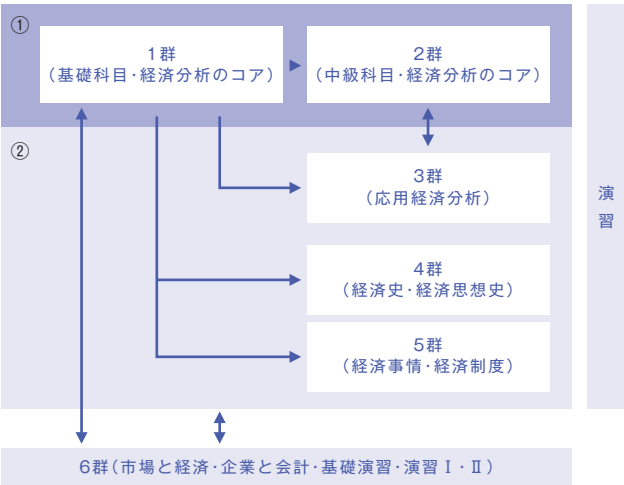 ①
1群
（基礎科目・経済分析のコア）
2群
（中級科目・経済分析のコア）
②
3群
（応用経済分析）
4群
（経済史・経済思想史）
5群
（経済事情・経済制度）
演習
6群（市場と経済・企業と会計・基礎演習・演習Ⅰ・Ⅱ）